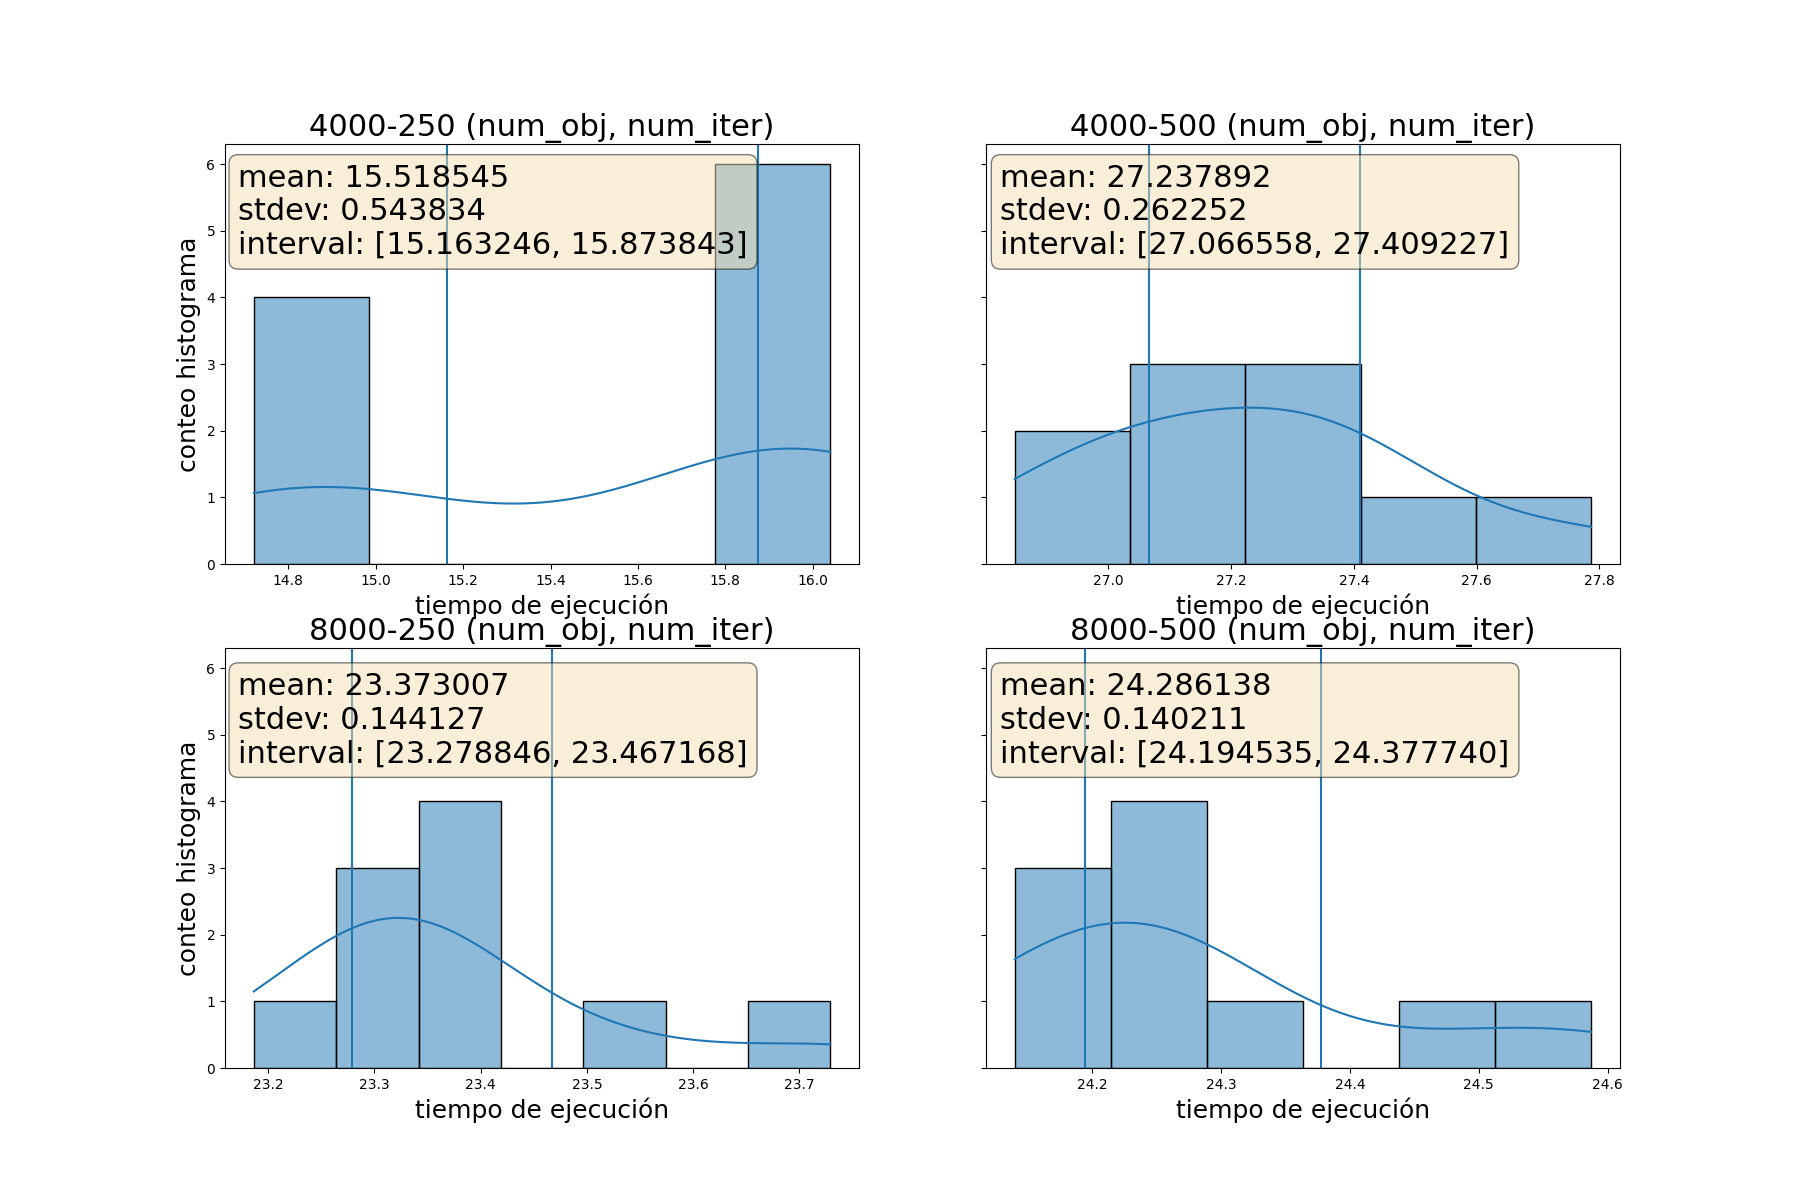 4000-250 (num_obj, num_iter)
mean: 15.518545
stdev: 0.543834
interval: [15.163246, 15.873843]
conteo histograma
6
5
4
3
2
1
0
14.8 15.0 15.2 15.4 15.6 15.8 16.0
tiempo de ejecución
4000-500 (num_obj, num_iter)
mean: 27.237892
stdev: 0.262252
interval: [27.066558, 27.409227]
27.0 27.2 27.4 27.6 27.8
tiempo de ejecución
8000-250 (num_obj, num_iter)
mean: 23.373007
stdev: 0.144127
interval: [23.278846, 23.467168]
conteo histograma
6
5
4
3
2
1
0
23.2 23.3 23.4 23.5 23.6 23.7
tiempo de ejecución
8000-500 (num_obj, num_iter)
mean: 24.286138
stdev: 0.140211
interval: [24.194535, 24.377740]
24.2 24.3 24.4 24.5 24.6
tiempo de ejecución